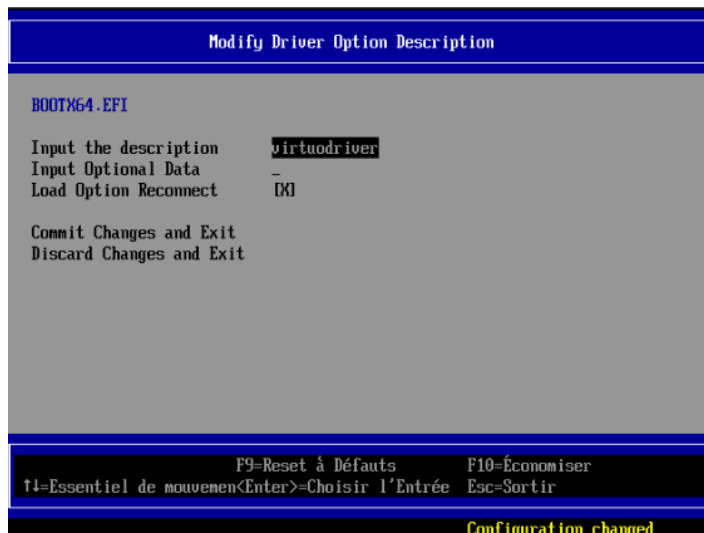 Modify Driver Option Description
BOOTX64.EFI
Input the description virtuodriver
Input Optional Data _
Load Option Reconnect [X]
Commit Changes and Exit
Discard Changes and Exit
F9=Reset à Défauts F10=Économiser
↑↓=Essentiel de mouvemen<Enter>=Choisir l'Entrée Esc=Sortir
Configuration changed